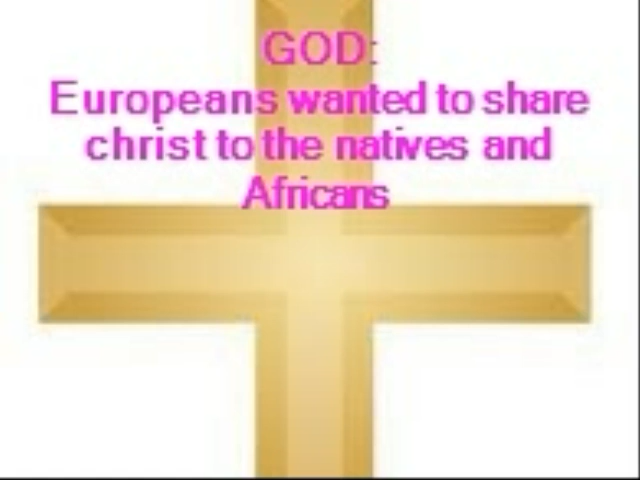 GOD:
Europeans wanted to share
christ to the natives and
Africans